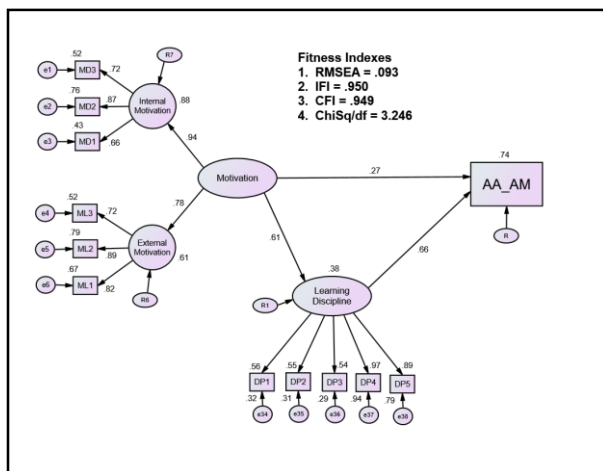 Fitness Indexes
1. RMSEA = .093
2. IFI = .950
3. CFI = .949
4. ChiSq/df = 3.246
R7
.52
e1
MD3
.72
.76
e2
MD2
.87
Internal
Motivation
.88
.43
e3
MD1
.66
.94
Motivation
.27
.74
AA_AM
R
.78
.61
.66
.52
e4
ML3
.72
.79
e5
ML2
.89
External
Motivation
.61
.67
e6
ML1
.82
R6
.38
R1
Learning
Discipline
.56
.55
.54
.97
.89
DP1
DP2
DP3
DP4
DP5
.32
.31
.29
.94
.79
e34
e35
e36
e37
e38